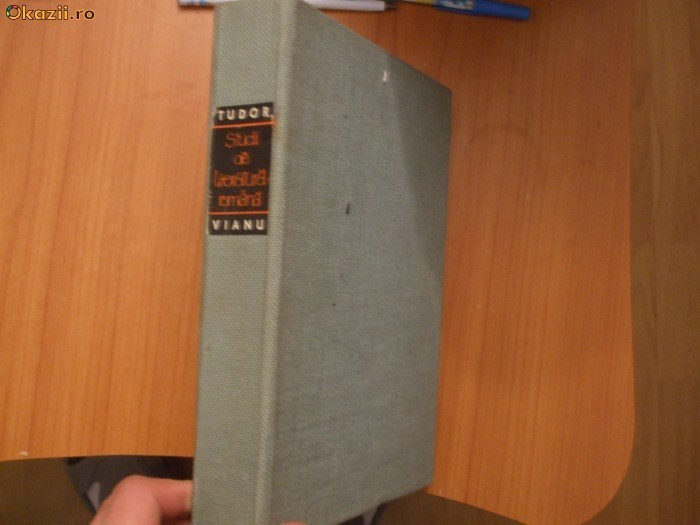 Okazii.ro
TUDOR
Studii
de
literatură
română
VIANU